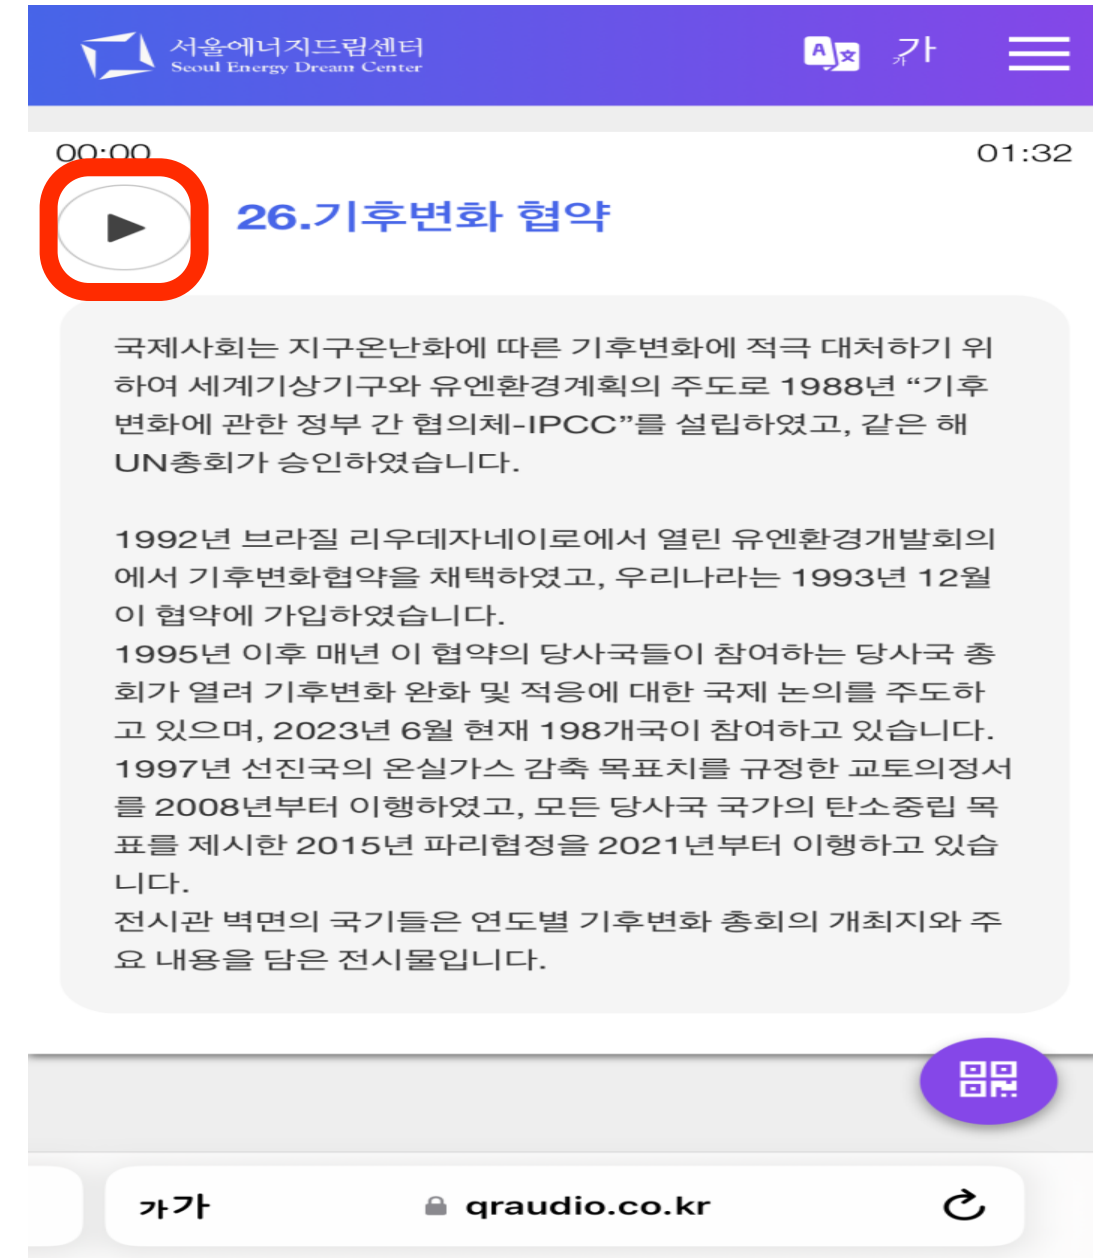 서울에너지드림센터
Seoul Energy Dream Center
A
가가
00:00
01:32
26.기후변화 협약
국제사회는 지구온난화에 따른 기후변화에 적극 대처하기 위
하여 세계기상기구와 유엔환경계획의 주도로 1988년 “기후
변화에 관한 정부 간 협의체-IPCC”를 설립하였고, 같은 해
UN총회가 승인하였습니다.
1992년 브라질 리우데자네이로에서 열린 유엔환경개발회의
에서 기후변화협약을 채택하였고, 우리나라는 1993년 12월
이 협약에 가입하였습니다.
1995년 이후 매년 이 협약의 당사국들이 참여하는 당사국 총
회가 열려 기후변화 완화 및 적응에 대한 국제 논의를 주도하
고 있으며, 2023년 6월 현재 198개국이 참여하고 있습니다.
1997년 선진국의 온실가스 감축 목표치를 규정한 교토의정서
를 2008년부터 이행하였고, 모든 당사국 국가의 탄소중립 목
표를 제시한 2015년 파리협정을 2021년부터 이행하고 있습
니다.
전시관 벽면의 국기들은 연도별 기후변화 총회의 개최지와 주
요 내용을 담은 전시물입니다.
가가
qraudio.co.kr